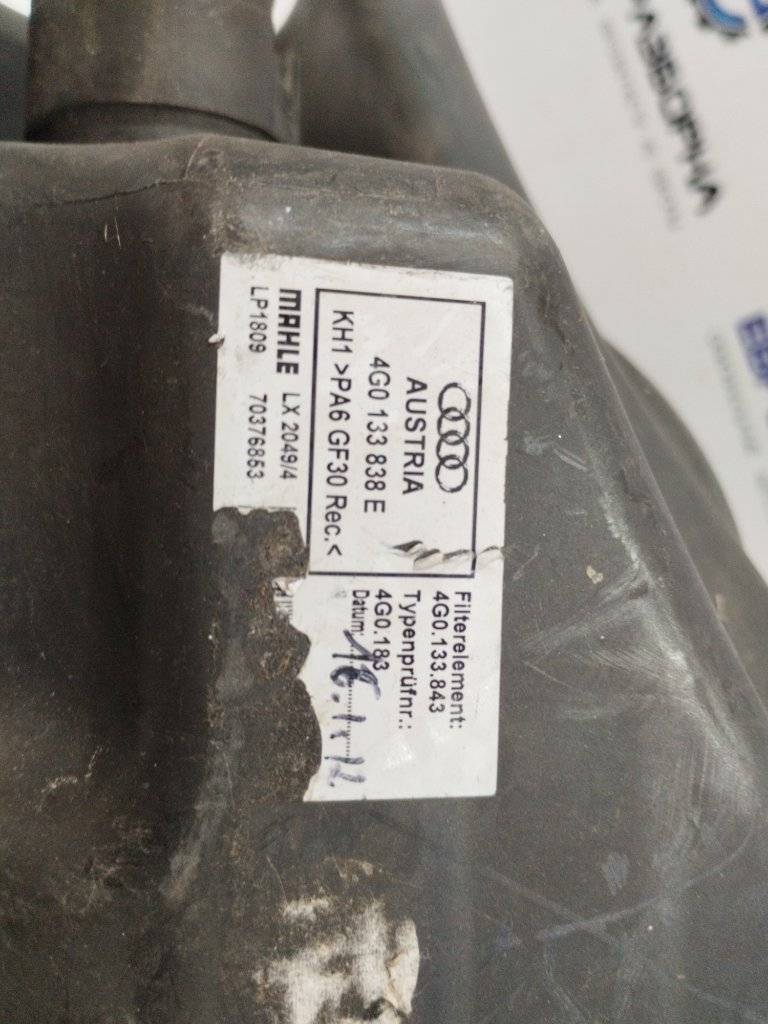 AUSTRIA
4G0 133 838 E
KH1 >PA6 GF30 Rec.<
MAHLE LX 2049/4
LP1809 70376853
Filterelement:
4G0.133.843
Typenprüfnr.:
4G0.183
Datum: